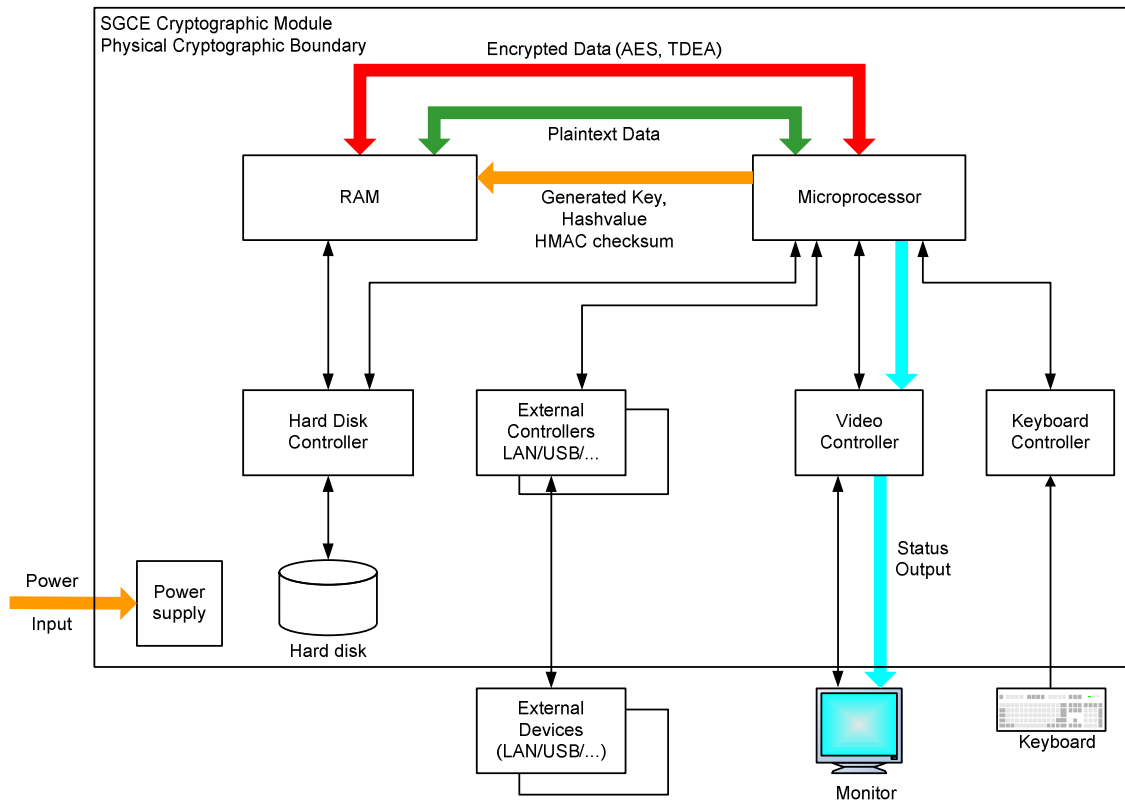 SGCE Cryptographic Module
Physical Cryptographic Boundary
Encrypted Data (AES, TDEA)
Plaintext Data
RAM
Microprocessor
Generated Key,
Hashvalue
HMAC checksum
Hard Disk
Controller
External
Controllers
LAN/USB/...
Video
Controller
Keyboard
Controller
Status
Output
Power
Input
Power
supply
Hard disk
External
Devices
(LAN/USB/...)
Monitor
Keyboard